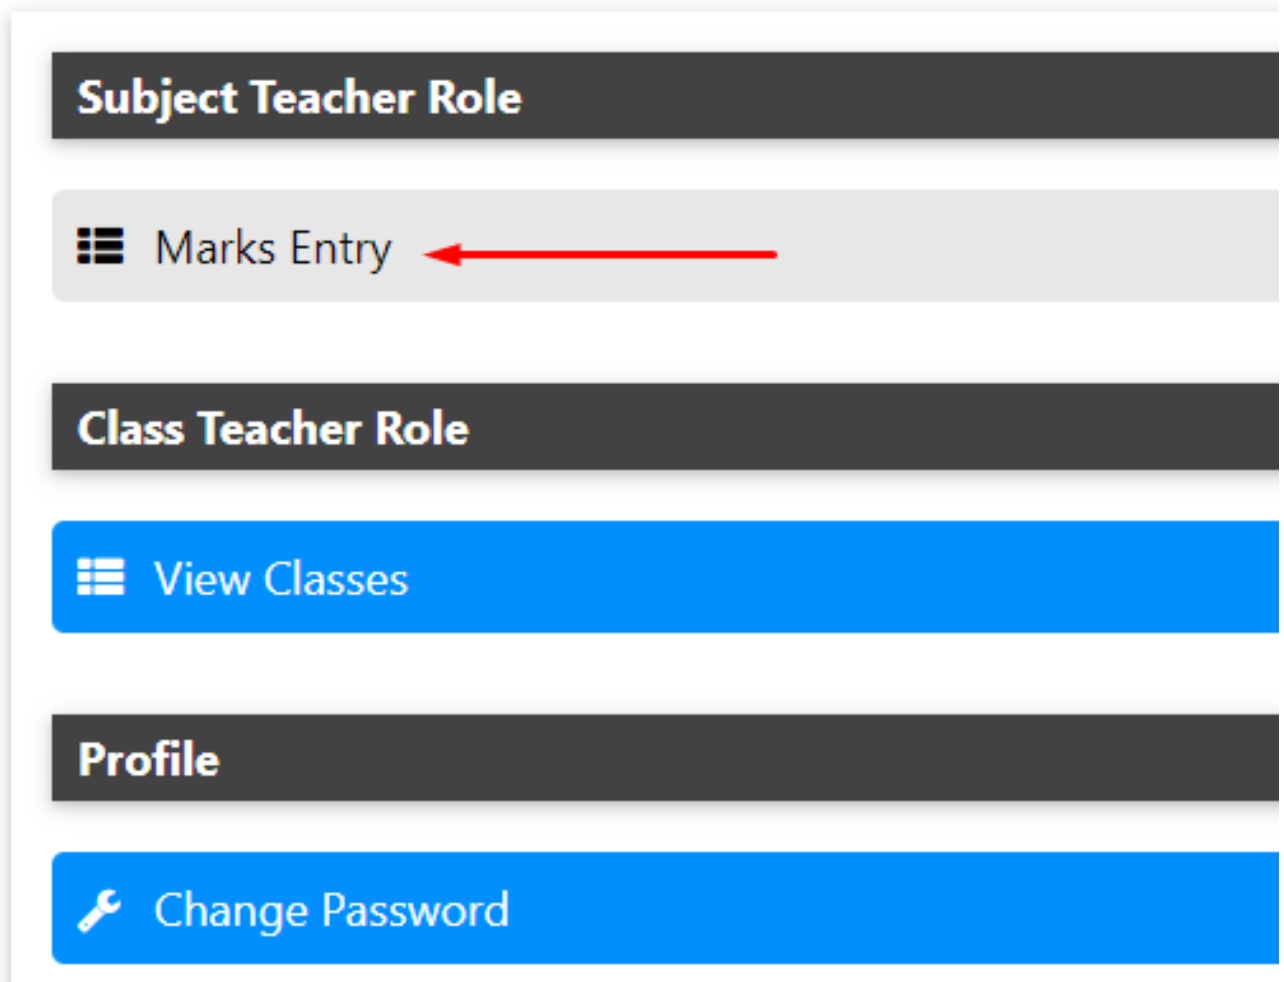 Subject Teacher Role
Marks Entry
Class Teacher Role
View Classes
Profile
Change Password